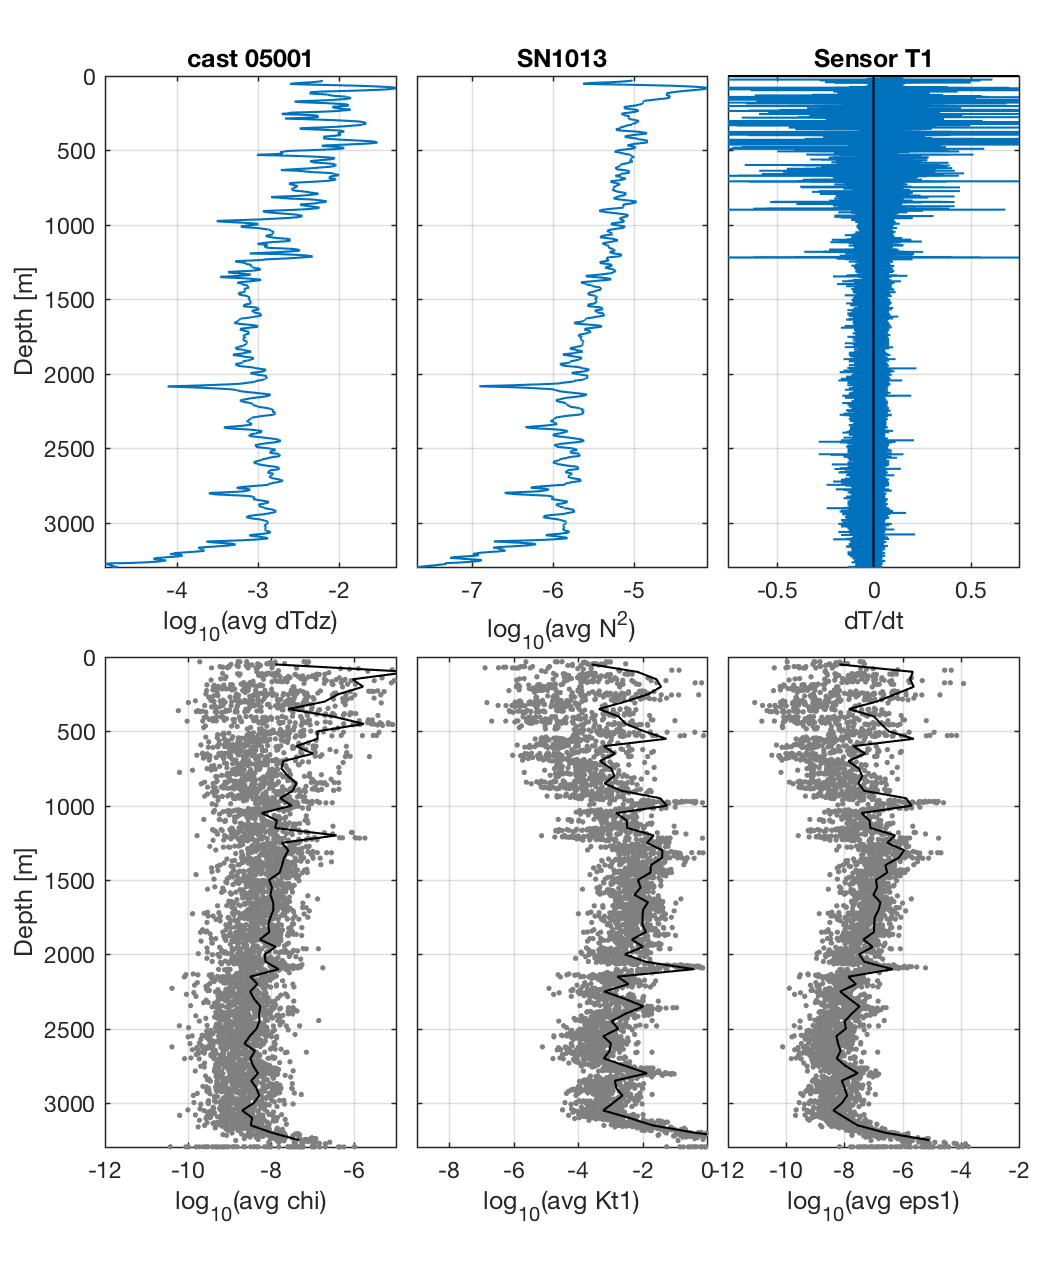 cast 05001 SN1013 Sensor T1
0
500
1000
1500
2000
2500
3000
Depth [m]
-4 -3 -2 -7 -6 -5 -0.5 0 0.5
log10(avg dTdz) log10(avg N2) dT/dt
0
500
1000
1500
2000
2500
3000
Depth [m]
-12 -10 -8 -6 -8 -6 -4 -2 0 -12 -10 -8 -6 -4 -2
log10(avg chi) log10(avg Kt1) log10(avg eps1)